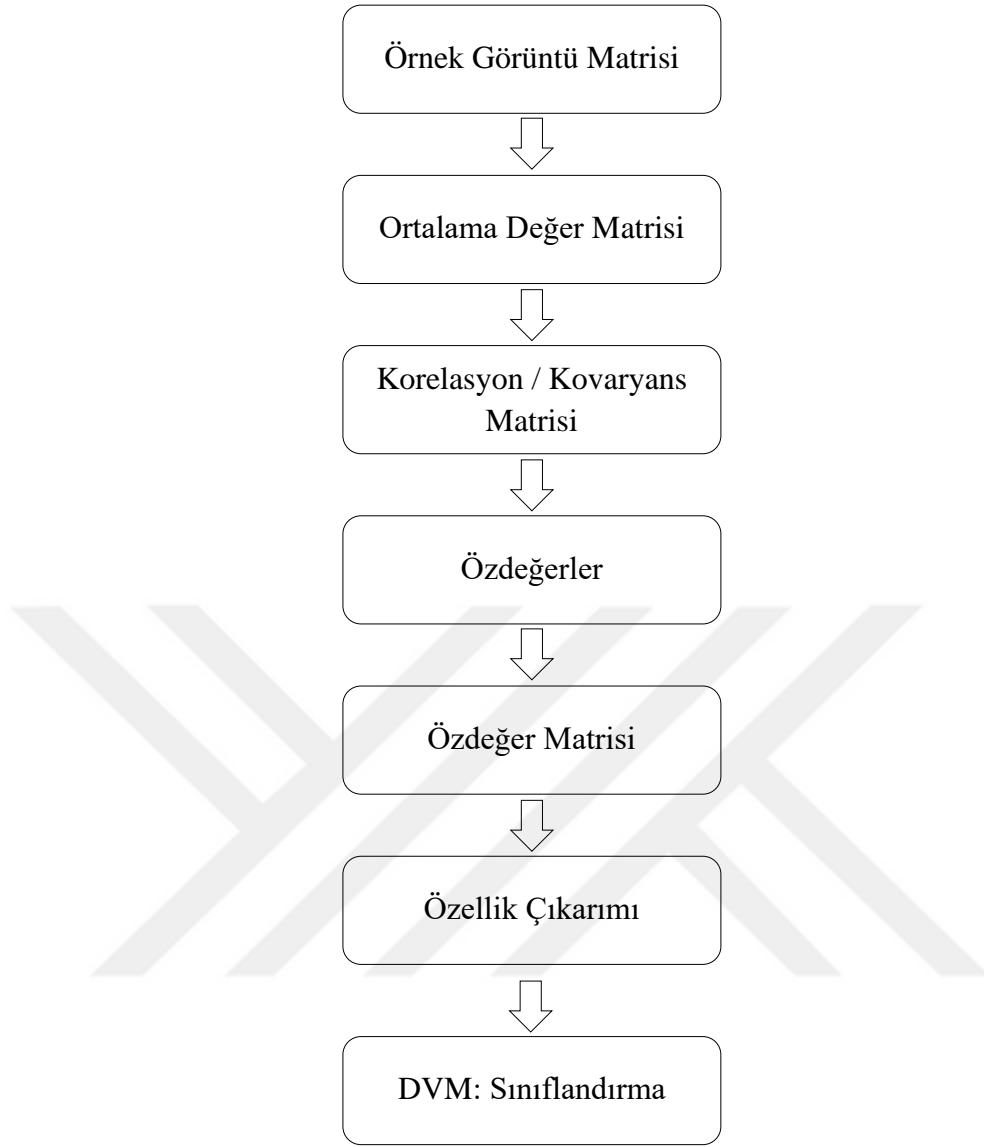 Örnek Görüntü Matrisi
Ortalama Değer Matrisi
Korelasyon / Kovaryans
Matrisi
Özdeğerler
Özdeğer Matrisi
Özellik Çıkarımı
DVM: Sınıflandırma